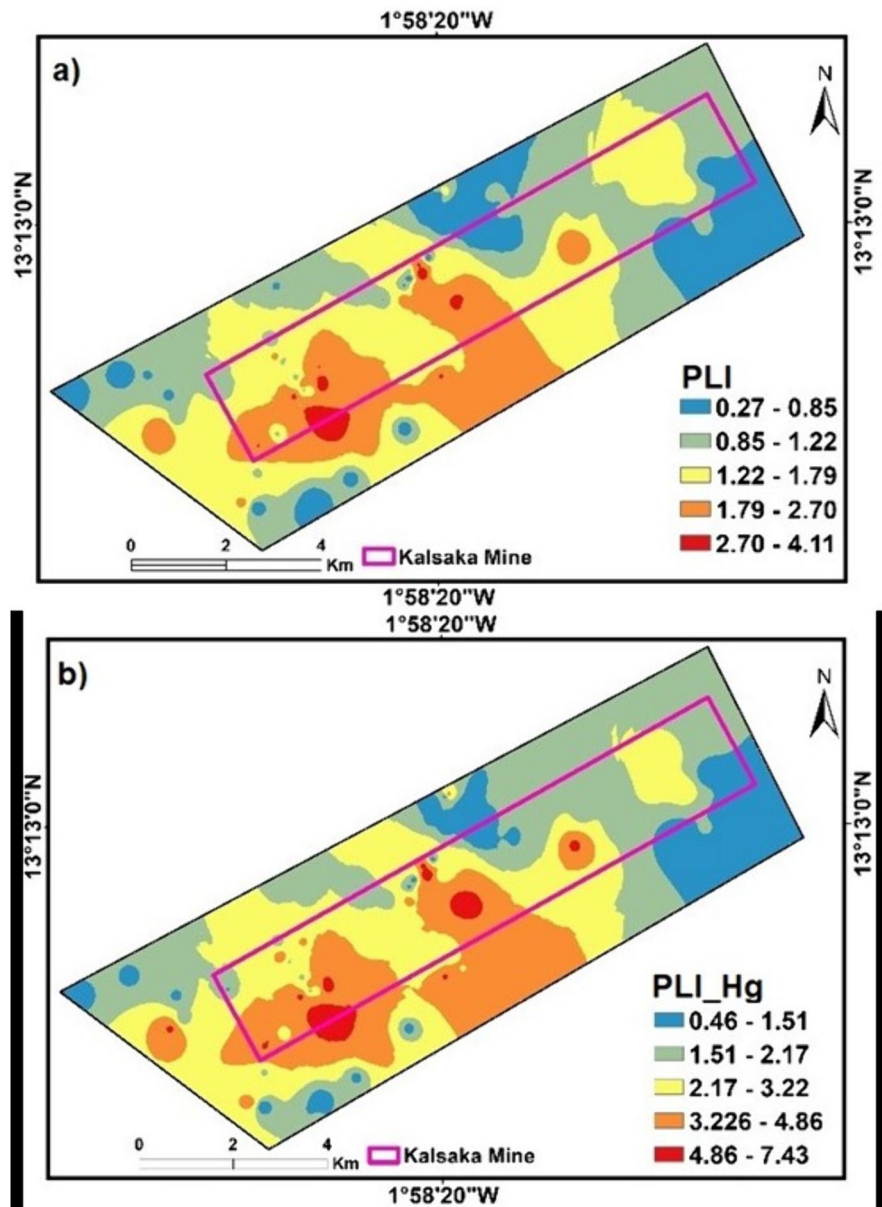 1°58'20"W
a)
N
13°13'0"N
13°13'0"N
PLI
0.27 - 0.85
0.85 - 1.22
1.22 - 1.79
1.79 - 2.70
2.70 - 4.11
0 2 4
Km
Kalsaka Mine
1°58'20"W
1°58'20"W
b)
N
13°13'0"N
13°13'0"N
PLI_Hg
0.46 - 1.51
1.51 - 2.17
2.17 - 3.22
3.226 - 4.86
4.86 - 7.43
0 2 4
Km
Kalsaka Mine
1°58'20"W